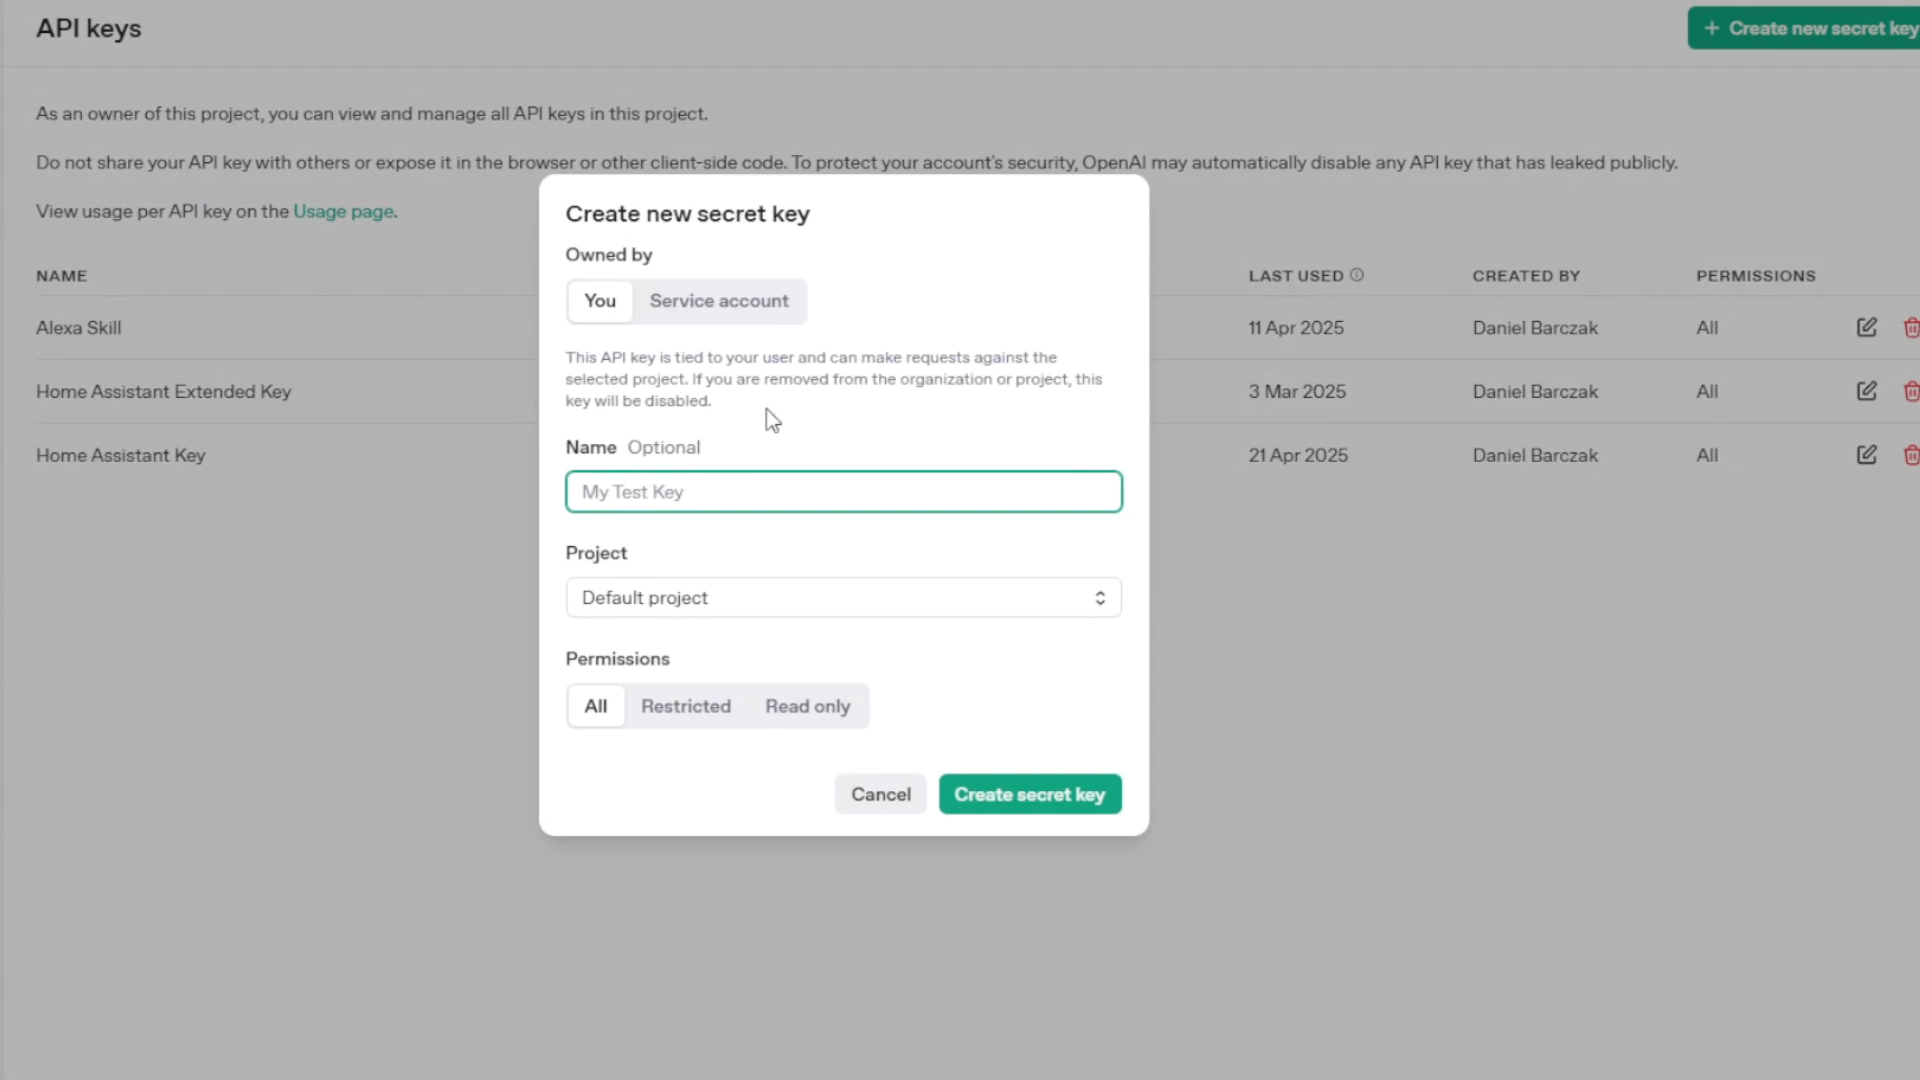 API keys
+ Create new secret key
As an owner of this project, you can view and manage all API keys in this project.
Do not share your API key with others or expose it in the browser or other client-side code. To protect your account's security, OpenAI may automatically disable any API key that has leaked publicly.
View usage per API key on the Usage page.
NAME
LAST USED
CREATED BY
PERMISSIONS
Alexa Skill
11 Apr 2025
Daniel Barczak
All
Home Assistant Extended Key
3 Mar 2025
Daniel Barczak
All
Home Assistant Key
21 Apr 2025
Daniel Barczak
All
Create new secret key
Owned by
You
Service account
This API key is tied to your user and can make requests against the
selected project. If you are removed from the organization or project, this
key will be disabled.
Name Optional
My Test Key
Project
Default project
Permissions
All
Restricted
Read only
Cancel
Create secret key